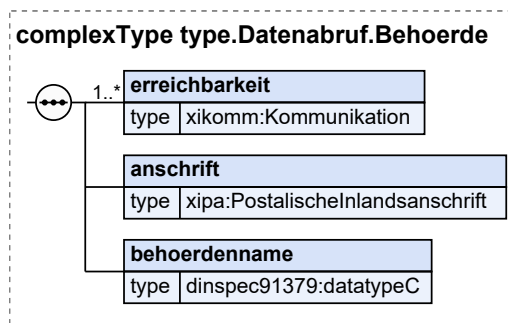 complexType type.Datenabruf.Behoerde
1..* erreichbarkeit
type xikomm:Kommunikation
anschrift
type xipa:PostalischeInlandsanschrift
behoerdenname
type dinspec91379:datatypeC